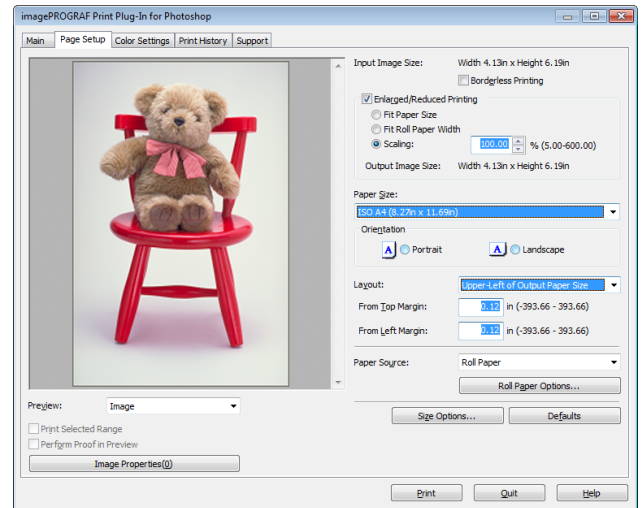 imagePROGRAF Print Plug-In for Photoshop
Main Page Setup Color Settings Print History Support
Input Image Size: Width 4.13in x Height 6.19in
Borderless Printing
Enlarged/Reduced Printing
Fit Paper Size
Fit Roll Paper Width
Scaling: 100.00 % (5.00-600.00)
Output Image Size: Width 4.13in x Height 6.19in
Paper Size:
ISO A4 (8.27in x 11.69in)
Orientation
A Portrait A Landscape
Layout: Upper-Left of Output Paper Size
From Top Margin: 0.12 in (-393.66 - 393.66)
From Left Margin: 0.12 in (-393.66 - 393.66)
Paper Source: Roll Paper
Roll Paper Options...
Preview: Image
Size Options... Defaults
Print Selected Range
Perform Proof in Preview
Image Properties(0)
Print Quit Help